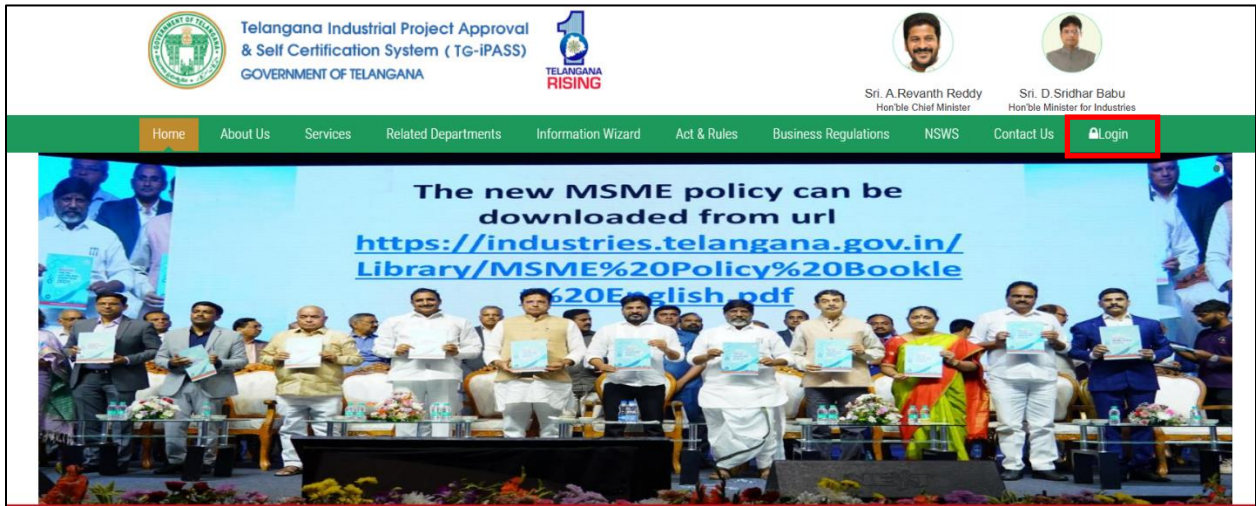 Telangana Industrial Project Approval
& Self Certification System ( TG-iPASS)
GOVERNMENT OF TELANGANA
TELANGANA
RISING
Sri. A.Revanth Reddy
Hon'ble Chief Minister
Sri. D.Sridhar Babu
Hon'ble Minister for Industries
Home About Us Services Related Departments Information Wizard Act & Rules Business Regulations NSWS Contact Us Login
The new MSME policy can be
downloaded from url
https://industries.telangana.gov.in/
Library/MSME%20Policy%20Bookle
%20English.pdf